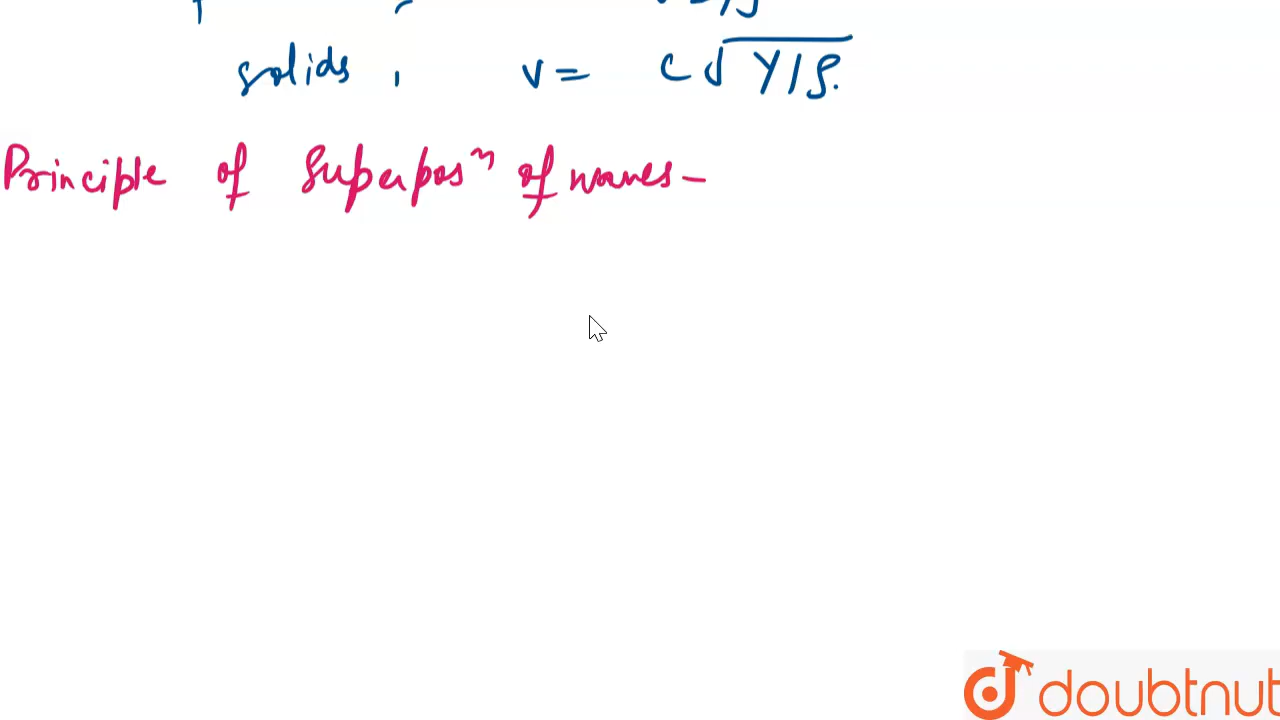 solids, v = c√Y/ρ.
Principle of Superposⁿ of waves -
doubtnut